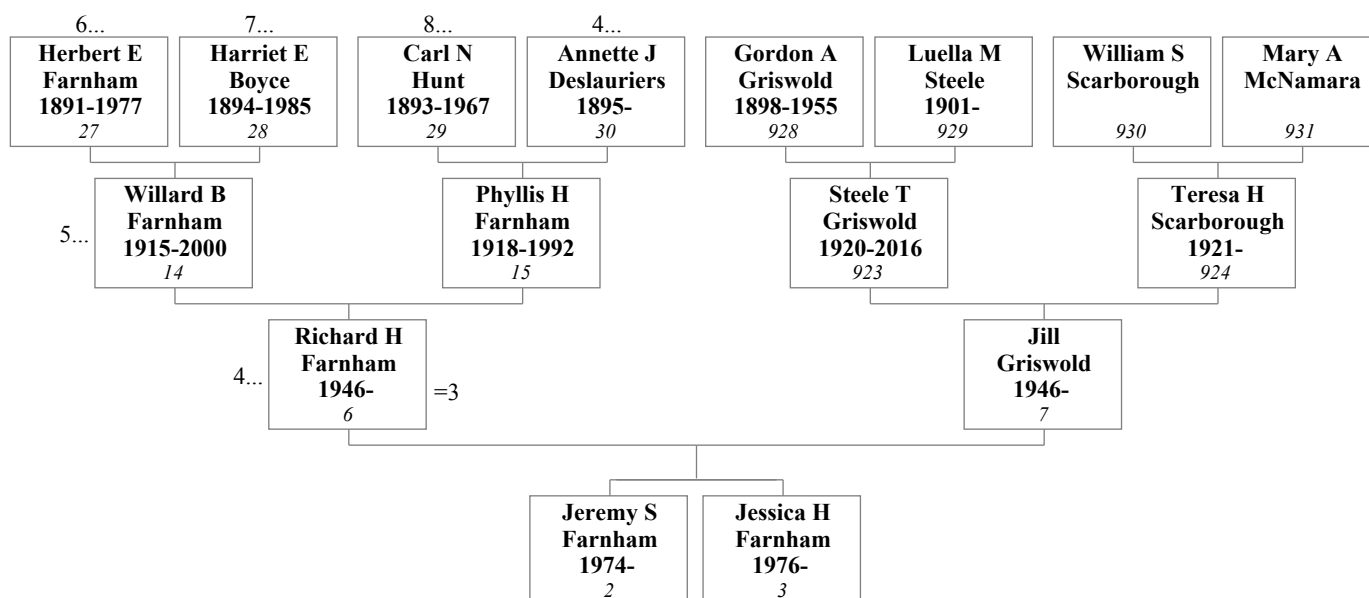 6...
7...
8...
4...
Herbert E
Farnham
1891-1977
27
Harriet E
Boyce
1894-1985
28
Carl N
Hunt
1893-1967
29
Annette J
Deslauriers
1895-
30
Gordon A
Griswold
1898-1955
928
Luella M
Steele
1901-
929
William S
Scarborough
930
Mary A
McNamara
931
5...
Willard B
Farnham
1915-2000
14
Phyllis H
Farnham
1918-1992
15
Steele T
Griswold
1920-2016
923
Teresa H
Scarborough
1921-
924
4...
Richard H
Farnham
1946-
6
=3
Jill
Griswold
1946-
7
Jeremy S
Farnham
1974-
2
Jessica H
Farnham
1976-
3